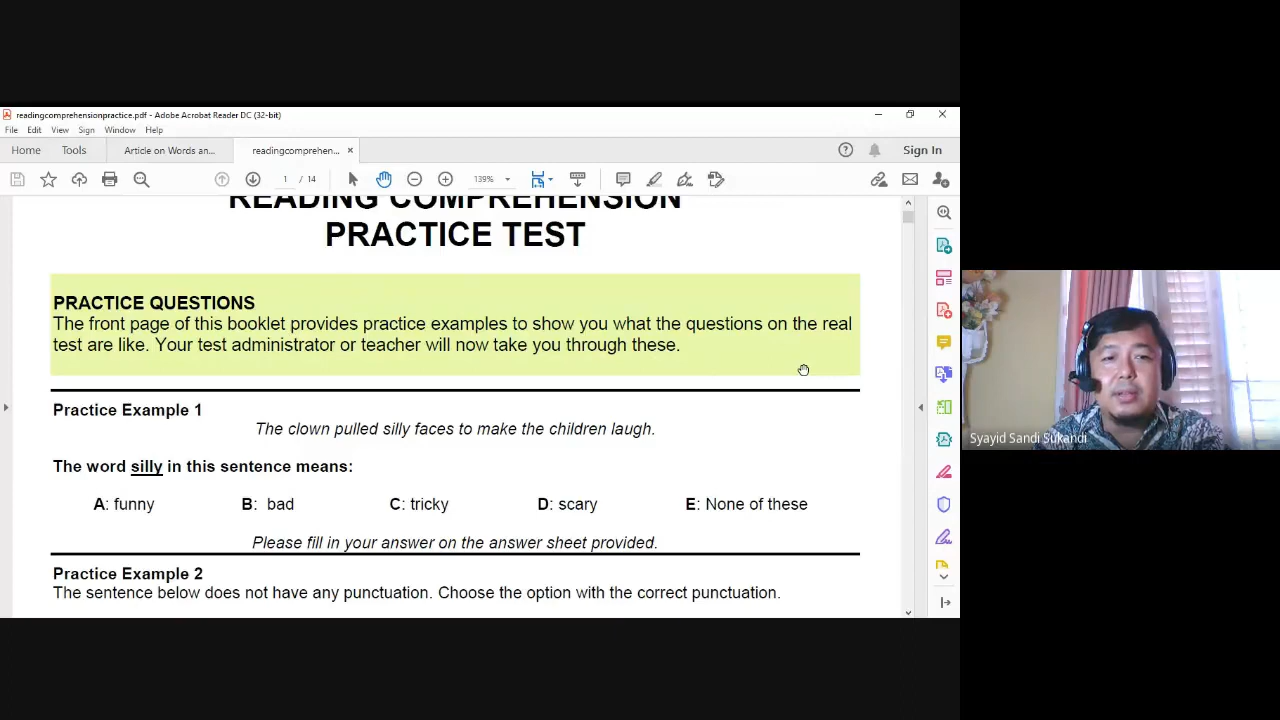 readingcomprehensionpractice.pdf - Adobe Acrobat Reader DC (32-bit)
File Edit View Sign Window Help
Home Tools Article on Words an... readingcomprehen... × Sign In
1 / 14 139%
READING COMPREHENSION
PRACTICE TEST
PRACTICE QUESTIONS
The front page of this booklet provides practice examples to show you what the questions on the real
test are like. Your test administrator or teacher will now take you through these.
Practice Example 1
The clown pulled silly faces to make the children laugh.
The word silly in this sentence means:
A: funny B: bad C: tricky D: scary E: None of these
Please fill in your answer on the answer sheet provided.
Practice Example 2
The sentence below does not have any punctuation. Choose the option with the correct punctuation.
Syayid Sandi Sukandi